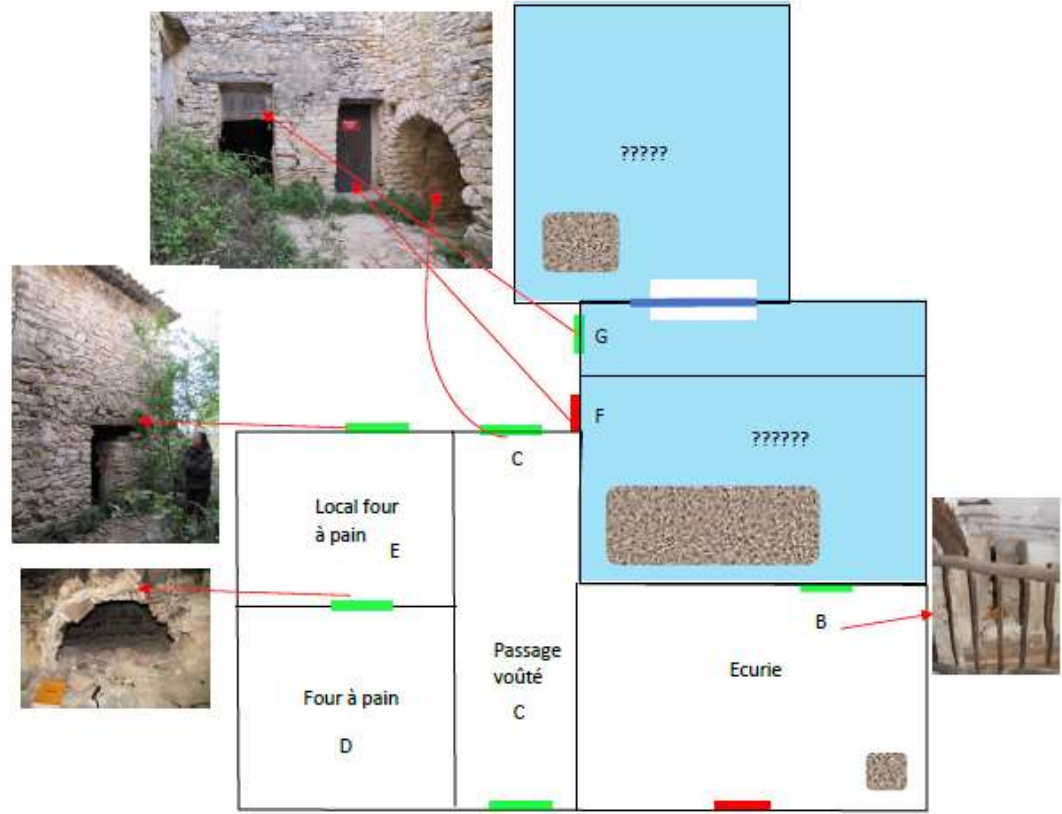 ?????
G
F
??????
C
Local four
à pain
E
B
Passage
voûté
Ecurie
Four à pain
C
D